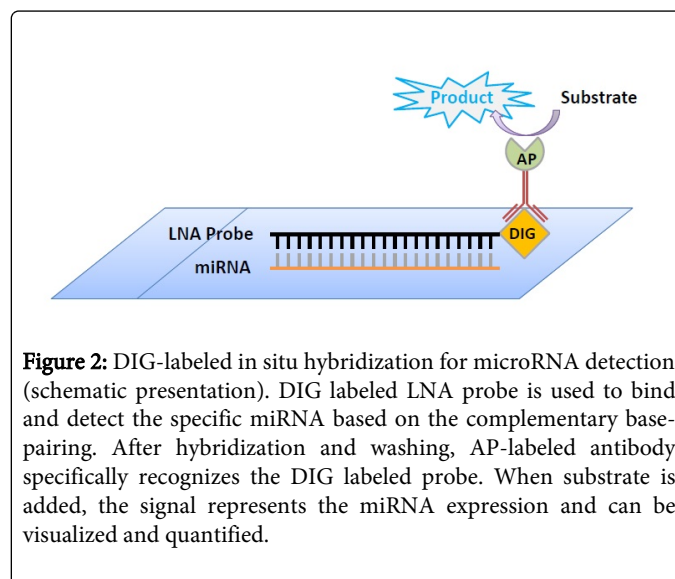 Product
Substrate
AP
LNA Probe
DIG
miRNA
Figure 2: DIG-labeled in situ hybridization for microRNA detection
(schematic presentation). DIG labeled LNA probe is used to bind
and detect the specific miRNA based on the complementary base-
pairing. After hybridization and washing, AP-labeled antibody
specifically recognizes the DIG labeled probe. When substrate is
added, the signal represents the miRNA expression and can be
visualized and quantified.